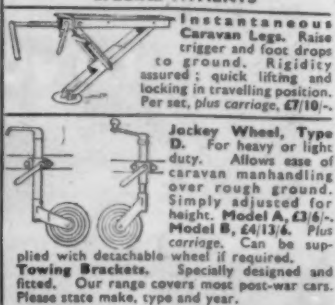 Instantaneous
Caravan Legs. Raise
trigger and foot drops
to ground. Rigidity
assured ; quick lifting and
locking in travelling position.
Per set, plus carriage, £7/10/-.
Jockey Wheel, Type
D. For heavy or light
duty. Allows ease of
caravan manhandling
over rough ground.
Simply adjusted for
height. Model A, £3/6/-.
Model B, £4/13/6. Plus
carriage. Can be sup-
plied with detachable wheel if required.
Towing Brackets. Specially designed and
fitted. Our range covers most post-war cars.
Please state make, type and year.